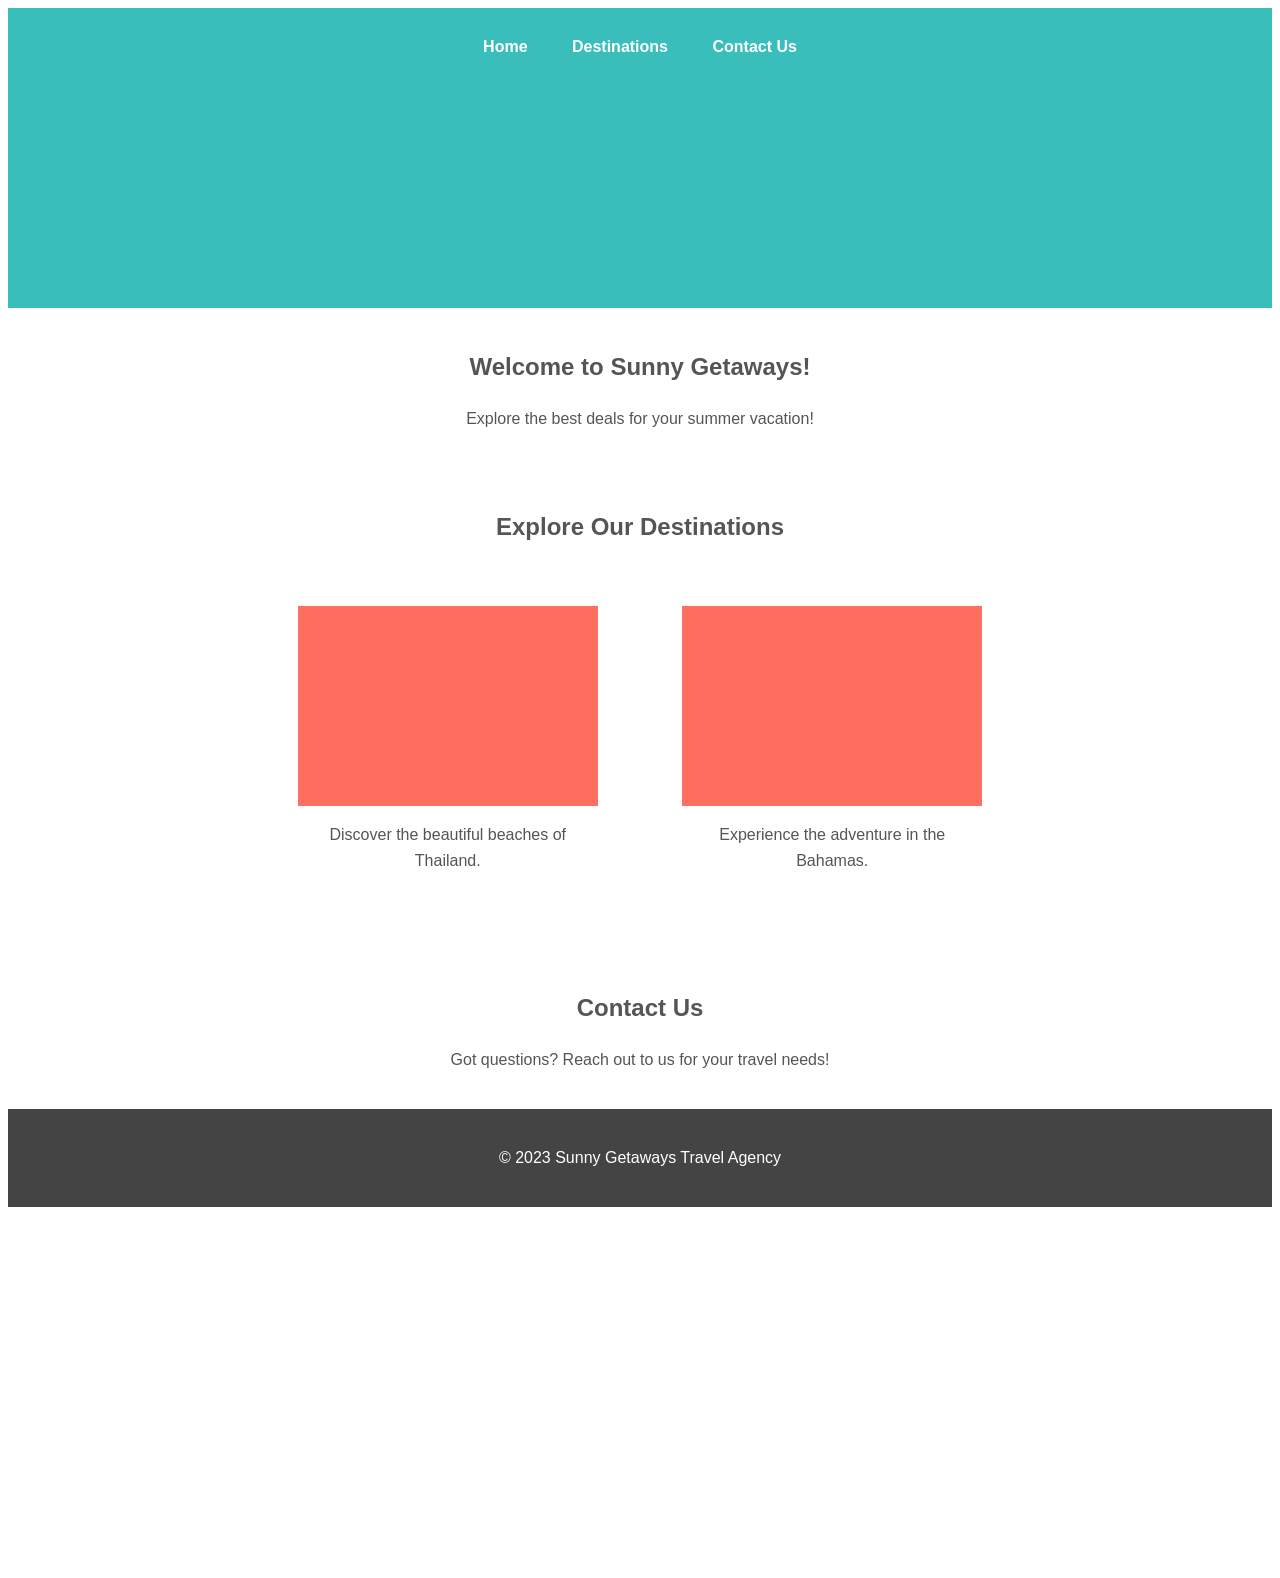 Home Destinations Contact Us
Welcome to Sunny Getaways!
Explore the best deals for your summer vacation!
Explore Our Destinations
Discover the beautiful beaches of
Thailand.
Experience the adventure in the
Bahamas.
Contact Us
Got questions? Reach out to us for your travel needs!
© 2023 Sunny Getaways Travel Agency